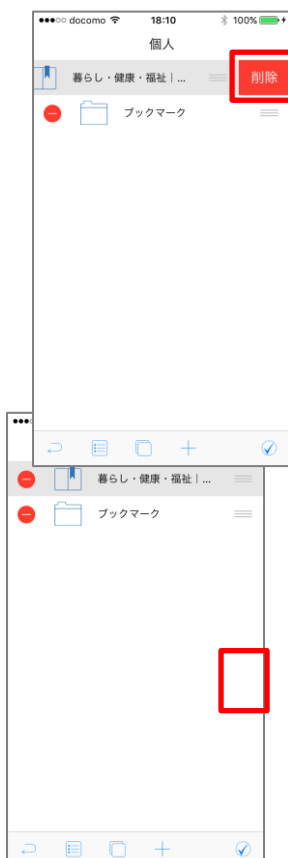 docomo 18:10 100%
個人
暮らし・健康・福祉|... 削除
ブックマーク
暮らし・健康・福祉|...
ブックマーク